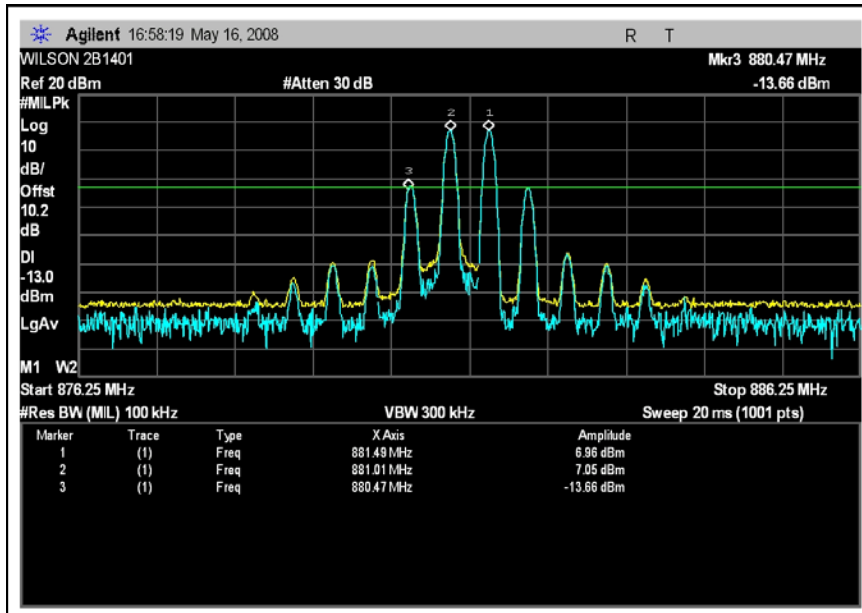 Agilent 16:58:19 May 16, 2008 R T
WILSON 2B1401 Mkr3 880.47 MHz
Ref 20 dBm #Atten 30 dB -13.66 dBm
#MILPk
Log
10
dB/
Offst
10.2
dB
DI
-13.0
dBm
LgAv
M1 W2
1
2
3
Start 876.25 MHz Stop 886.25 MHz
#Res BW (MIL) 100 kHz VBW 300 kHz Sweep 20 ms (1001 pts)
Marker Trace Type X Axis Amplitude
1 (1) Freq 881.49 MHz 6.96 dBm
2 (1) Freq 881.01 MHz 7.05 dBm
3 (1) Freq 880.47 MHz -13.66 dBm